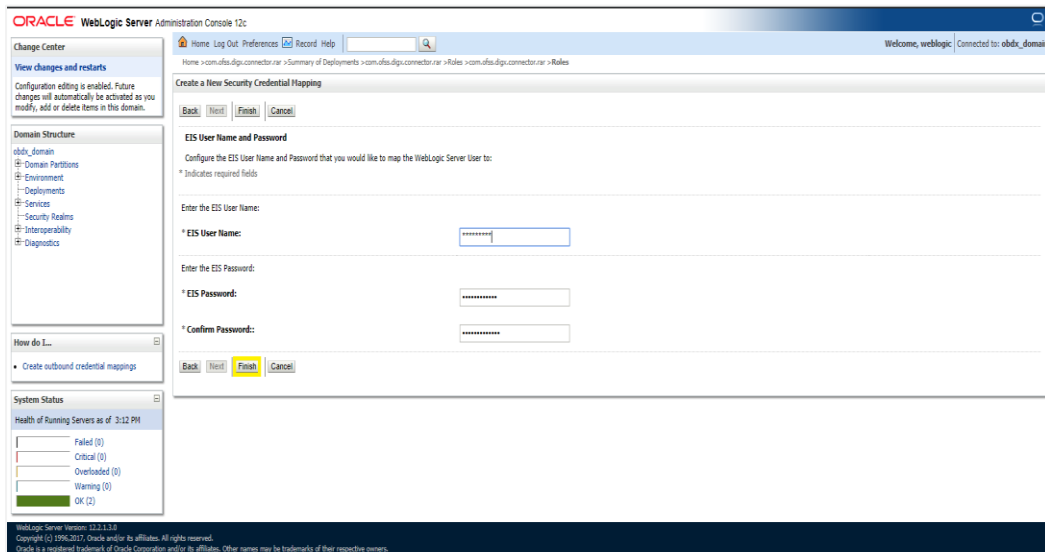 ORACLE WebLogic Server Administration Console 12c
Change Center
View changes and restarts
Configuration editing is enabled. Future
changes will automatically be activated as you
modify, add or delete items in this domain.
Domain Structure
obdx_domain
Domain Partitions
Environment
Deployments
Services
Security Realms
Interoperability
Diagnostics
How do I...
Create outbound credential mappings
System Status
Health of Running Servers as of 3:12 PM
Failed (0)
Critical (0)
Overloaded (0)
Warning (0)
OK (2)
Home Log Out Preferences Record Help
Welcome, weblogic Connected to: obdx_domain
Home >com.ofss.digx.connector.rar >Summary of Deployments >com.ofss.digx.connector.rar >Roles >com.ofss.digx.connector.rar >Roles
Create a New Security Credential Mapping
Back Next Finish Cancel
EIS User Name and Password
Configure the EIS User Name and Password that you would like to map the WebLogic Server User to:
* Indicates required fields
Enter the EIS User Name:
* EIS User Name: *********
Enter the EIS Password:
* EIS Password: ••••••••••••
* Confirm Password:: •••••••••••••
Back Next Finish Cancel
WebLogic Server Version: 12.2.1.3.0
Copyright (c) 1996,2017, Oracle and/or its affiliates. All rights reserved.
Oracle is a registered trademark of Oracle Corporation and/or its affiliates. Other names may be trademarks of their respective owners.